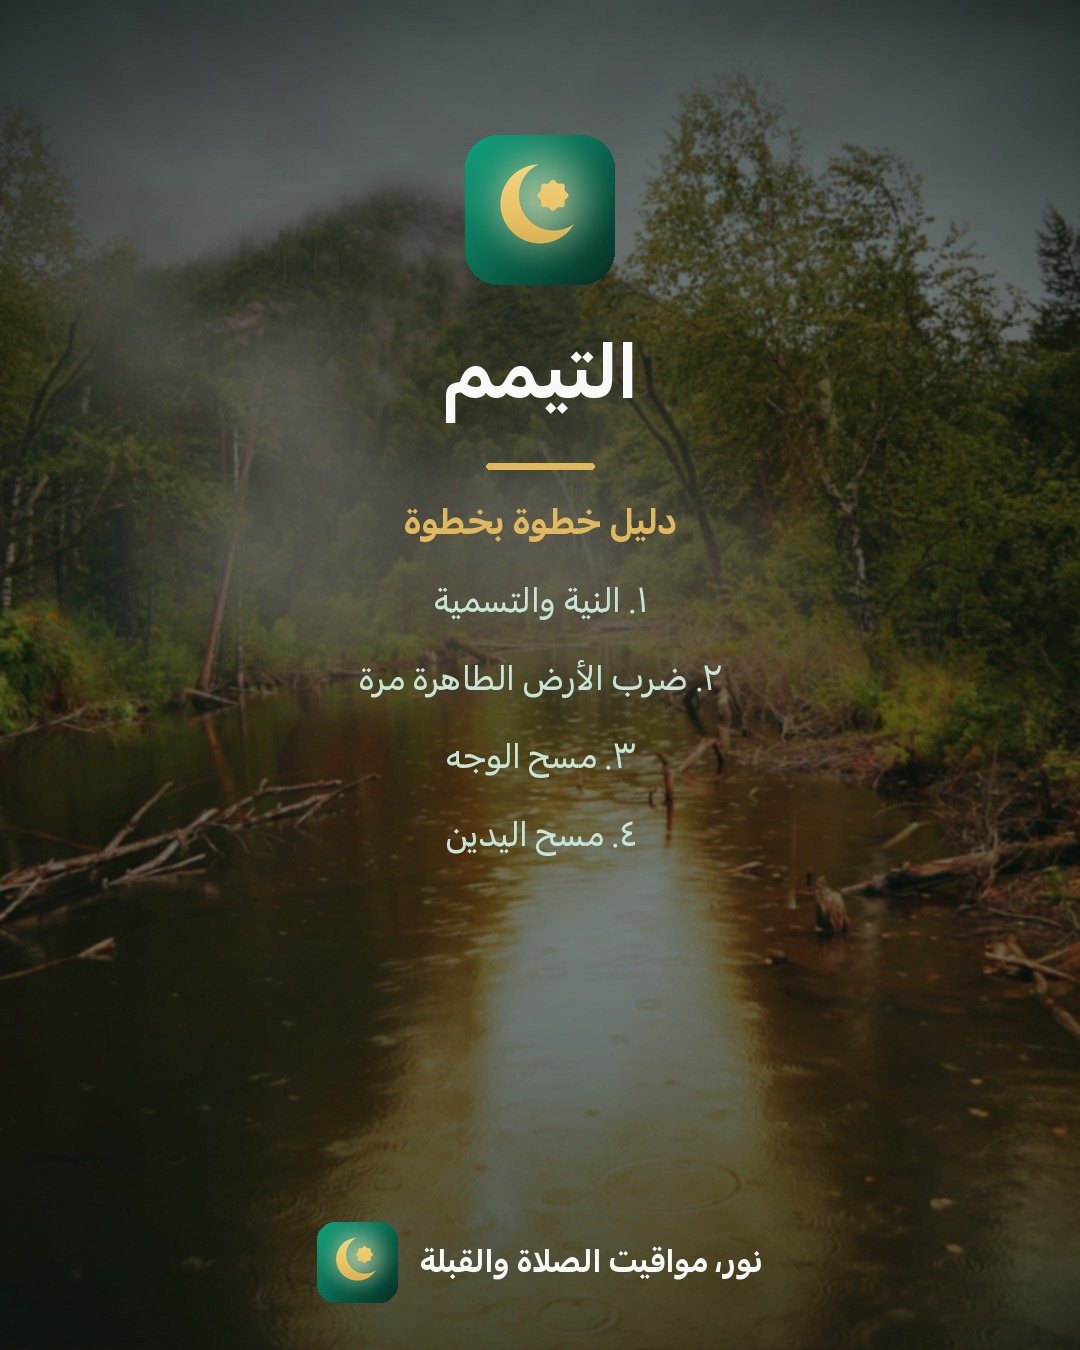 التيمم
دليل خطوة بخطوة
١. النية والتسمية
٢. ضرب الأرض الطاهرة مرة
٣. مسح الوجه
٤. مسح اليدين
نور، مواقيت الصلاة والقبلة